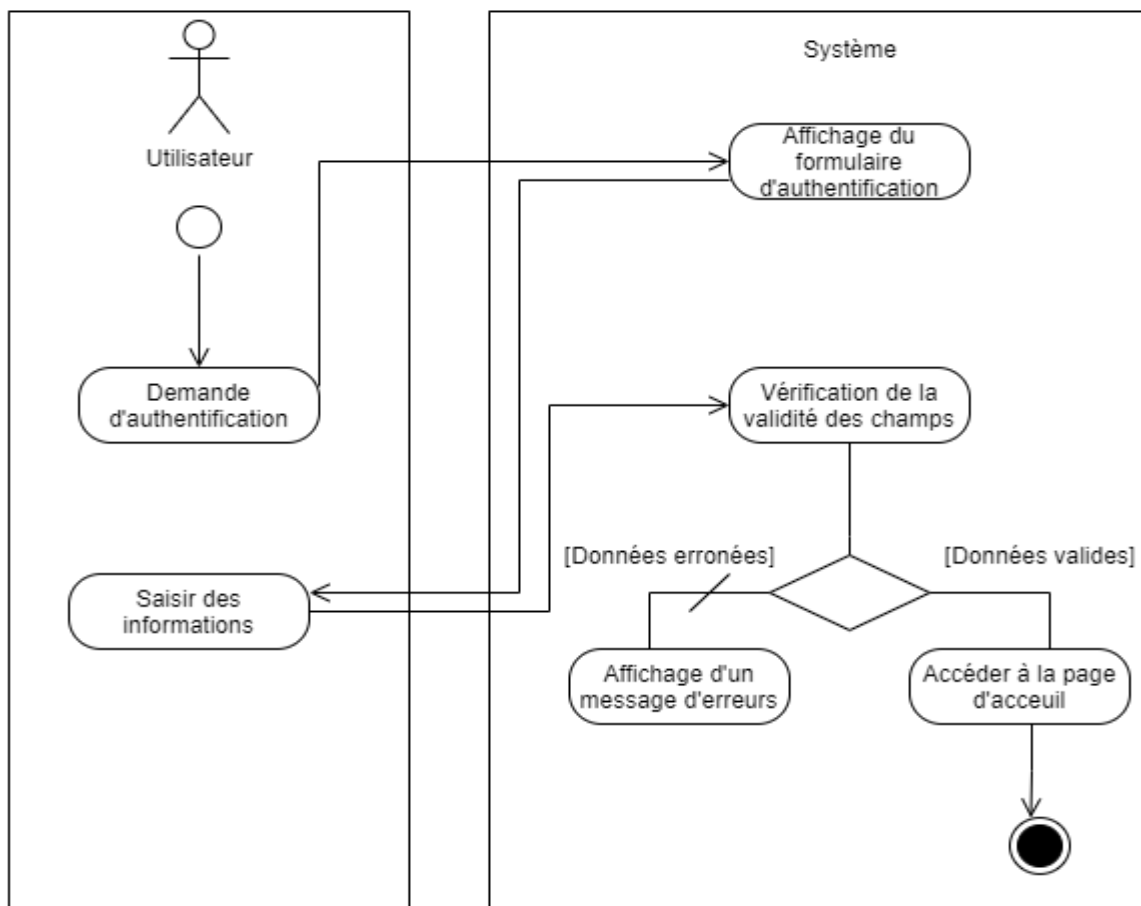 Système
Utilisateur
Affichage du
formulaire
d'authentification
Demande
d'authentification
Vérification de la
validité des champs
Saisir des
informations
[Données erronées]
[Données valides]
Affichage d'un
message d'erreurs
Accéder à la page
d'acceuil